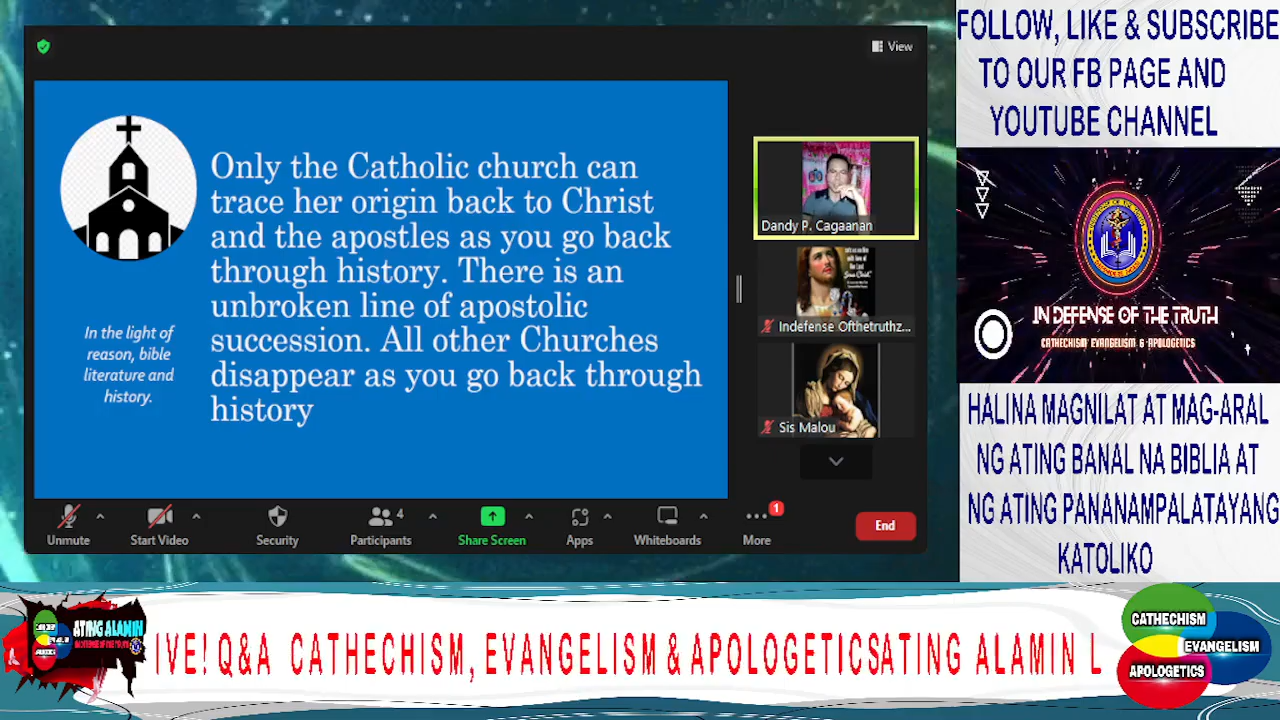 View
Only the Catholic church can
trace her origin back to Christ
and the apostles as you go back
through history. There is an
unbroken line of apostolic
succession. All other Churches
disappear as you go back through
history
In the light of
reason, bible
literature and
history.
Dandy P. Cagaanan
Indefense Ofthetruthz...
Sis Malou
Unmute
Start Video
Security
4
Participants
Share Screen
Apps
Whiteboards
1
More
End
FOLLOW, LIKE & SUBSCRIBE
TO OUR FB PAGE AND
YOUTUBE CHANNEL
IN DEFENSE OF THE TRUTH
CATHECHISM EVANGELISM & APOLOGETICS
HALINA MAGNILAT AT MAG-ARAL
NG ATING BANAL NA BIBLIA AT
NG ATING PANANAMPALATAYANG
KATOLIKO
ATING ALAMIN
IN DEFENSE OF THE TRUTH
IVE! Q&A CATHECHISM, EVANGELISM & APOLOGETICSATING ALAMIN L
CATHECHISM
EVANGELISM
APOLOGETICS